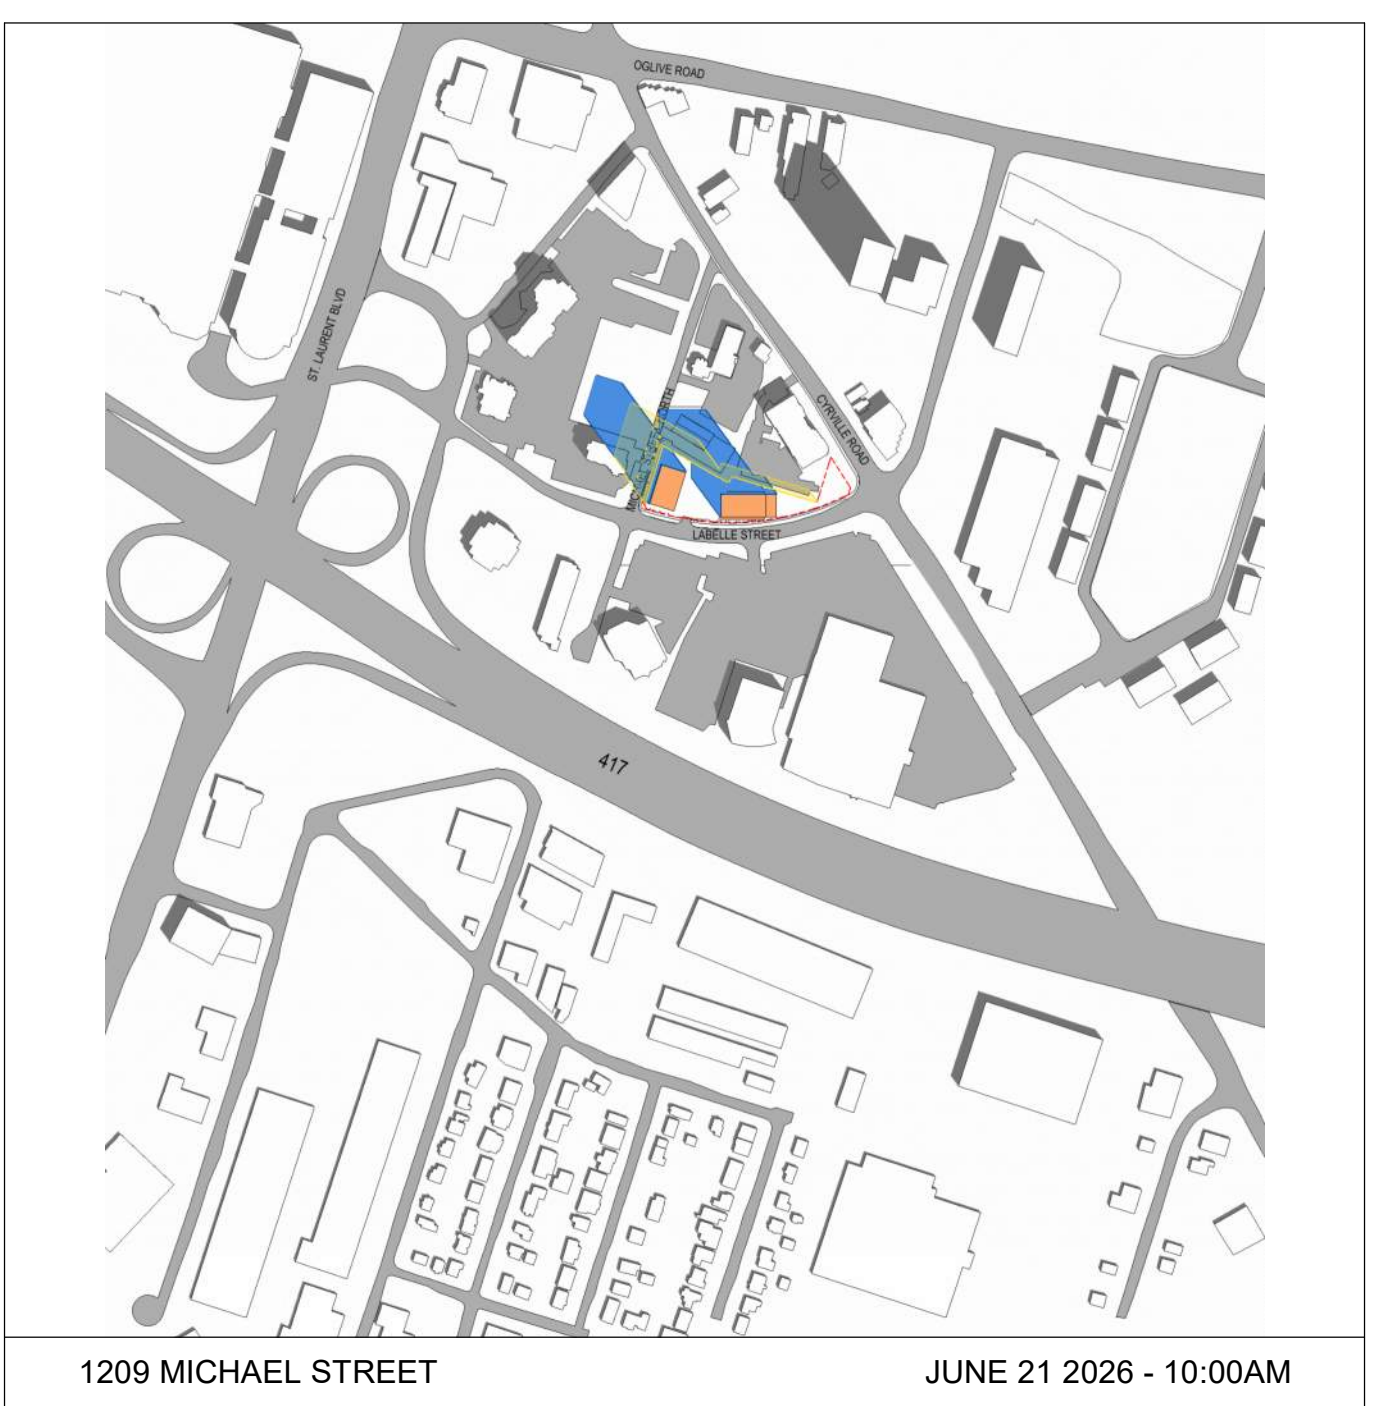 OGLIVE ROAD
ST. LAURENT BLVD
CYRVILLE ROAD
LABELLE STREET
417
1209 MICHAEL STREET
JUNE 21 2026 - 10:00AM